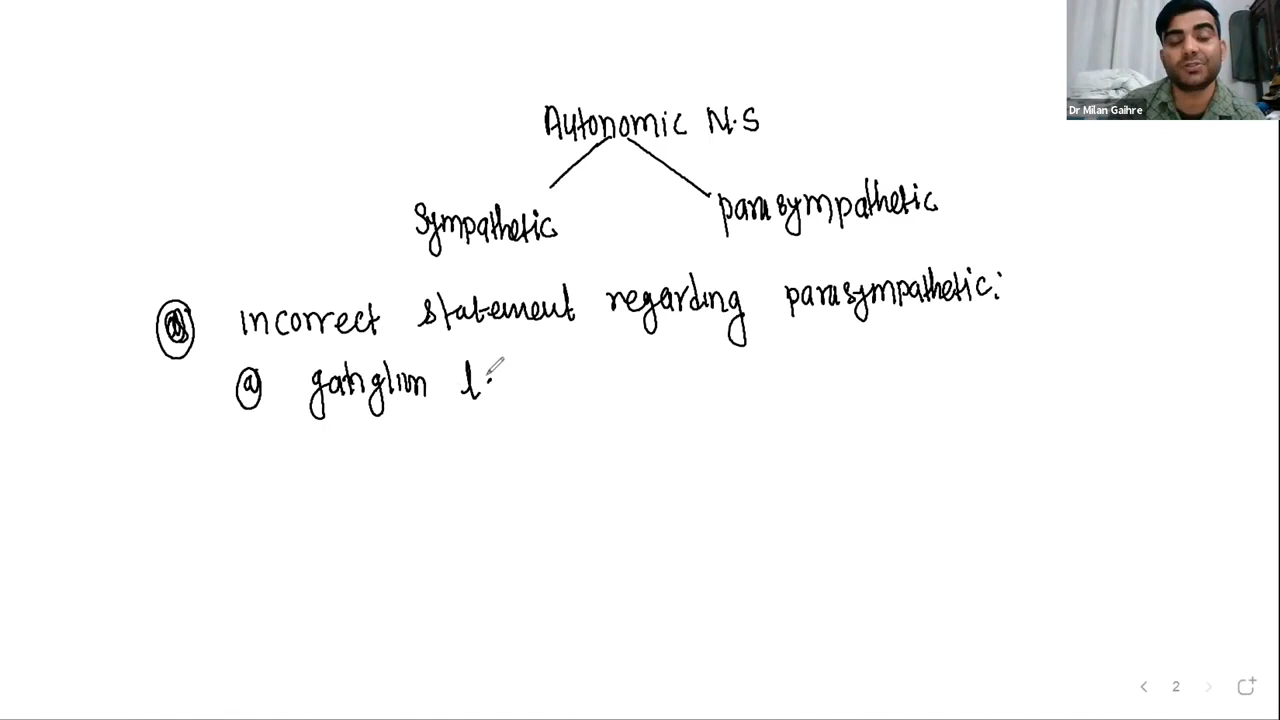 Dr Milan Gaihre
Autonomic N.S
Sympathetic parasympathetic
incorrect statement regarding parasympathetic:
a ganglion
2